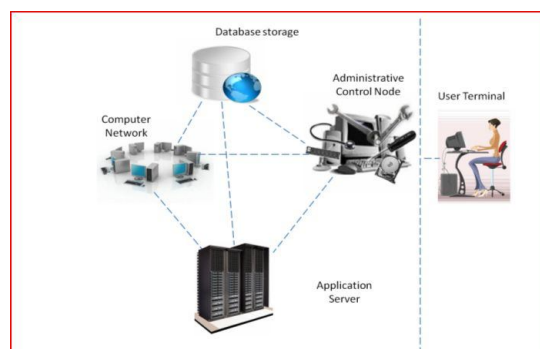 Database storage
Administrative
Control Node
User Terminal
Computer
Network
Application
Server